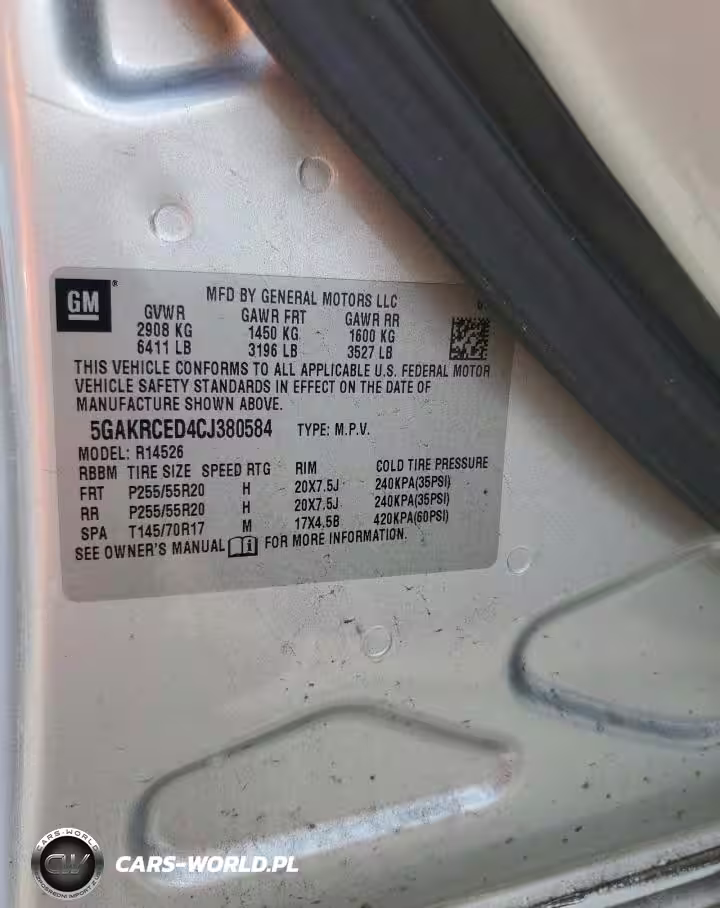 GM
MFD BY GENERAL MOTORS LLC
GVWR GAWR FRT GAWR RR
2908 KG 1450 KG 1600 KG
6411 LB 3196 LB 3527 LB
THIS VEHICLE CONFORMS TO ALL APPLICABLE U.S. FEDERAL MOTOR
VEHICLE SAFETY STANDARDS IN EFFECT ON THE DATE OF
MANUFACTURE SHOWN ABOVE.
5GAKRCED4CJ380584 TYPE: M.P.V.
MODEL: R14526
RBBM TIRE SIZE SPEED RTG RIM COLD TIRE PRESSURE
FRT P255/55R20 H 20X7.5J 240KPA(35PSI)
RR P255/55R20 H 20X7.5J 240KPA(35PSI)
SPA T145/70R17 M 17X4.5B 420KPA(60PSI)
SEE OWNER'S MANUAL FOR MORE INFORMATION.
CARS-WORLD
CW
CARS-WORLD.PL